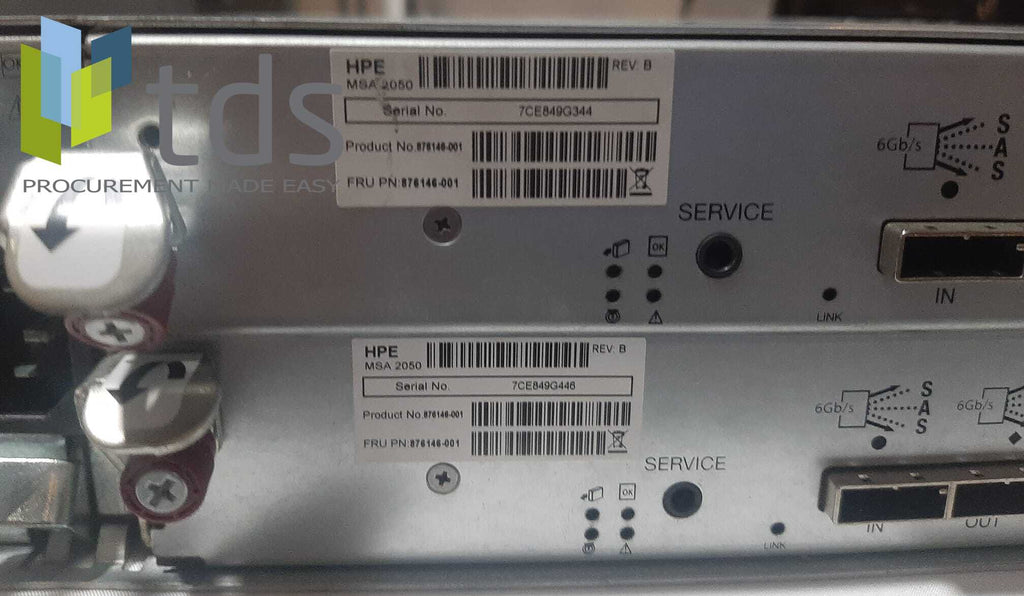 tds
PROCUREMENT MADE EASY
HPE
REV: B
MSA 2050
Serial No. 7CE849G344
Product No.876146-001
FRU PN:876146-001
6Gb/s
S
A
S
SERVICE
OK
IN
LINK
HPE
REV: B
MSA 2050
Serial No. 7CE849G446
Product No.876146-001
FRU PN:876146-001
6Gb/s
S
A
S
6Gb/s
SERVICE
OK
IN
OUT
LINK